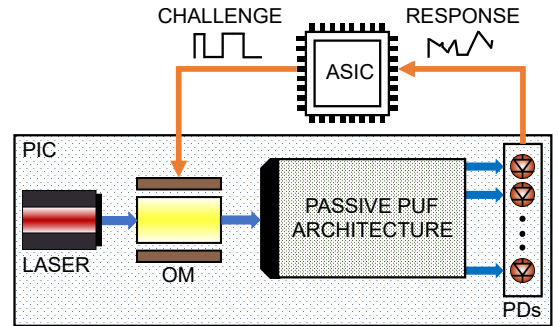 CHALLENGE
RESPONSE
ASIC
PIC
PASSIVE PUF
ARCHITECTURE
LASER
OM
PDs